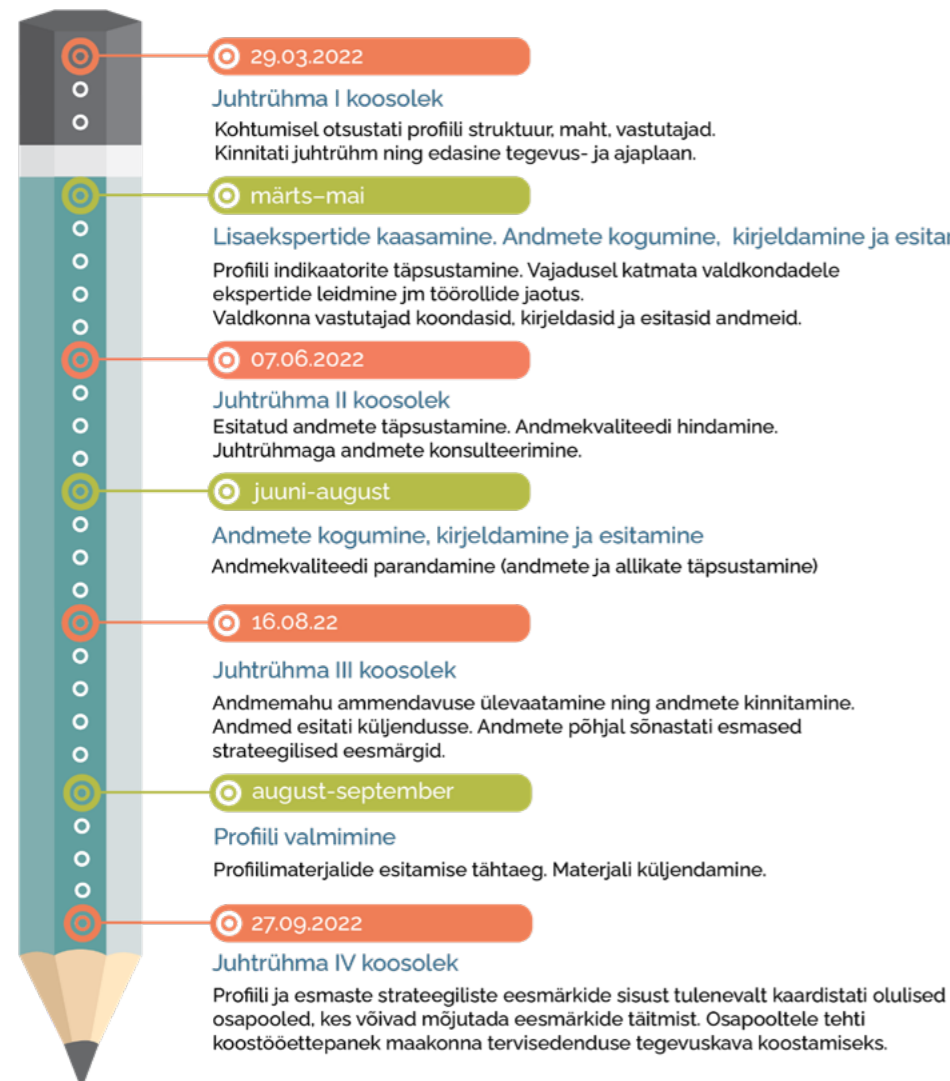 29.03.2022
Juhtrühma I koosolek
Kohtumisel otsustati profiili struktuur, maht, vastutajad.
Kinnitati juhtrühm ning edasine tegevus- ja ajaplaan.
märts–mai
Lisaekspertide kaasamine. Andmete kogumine, kirjeldamine ja
Profiili indikaatorite täpsustamine. Vajadusel katmata valdkondadele
ekspertide leidmine jm töörollide jaotus.
Valdkonna vastutajad koondasid, kirjeldasid ja esitasid andmeid.
07.06.2022
Juhtrühma II koosolek
Esitatud andmete täpsustamine. Andmekvaliteedi hindamine.
Juhtrühmaga andmete konsulteerimine.
juuni-august
Andmete kogumine, kirjeldamine ja esitamine
Andmekvaliteedi parandamine (andmete ja allikate täpsustamine)
16.08.22
Juhtrühma III koosolek
Andmemahu ammendavuse ülevaatamine ning andmete kinnitamine.
Andmed esitati küljendusse. Andmete põhjal sõnastati esmased
strateegilised eesmärgid.
august-september
Profiili valmimine
Profiilimaterjalide esitamise tähtaeg. Materjali küljendamine.
27.09.2022
Juhtrühma IV koosolek
Profiili ja esmaste strateegiliste eesmärkide sisust tulenevalt kaardistati olulised
osapooled, kes võivad mõjutada eesmärkide täitmist. Osapooltele tehti
koostööettepanek maakonna tervisedenduse tegevuskava koostamiseks.